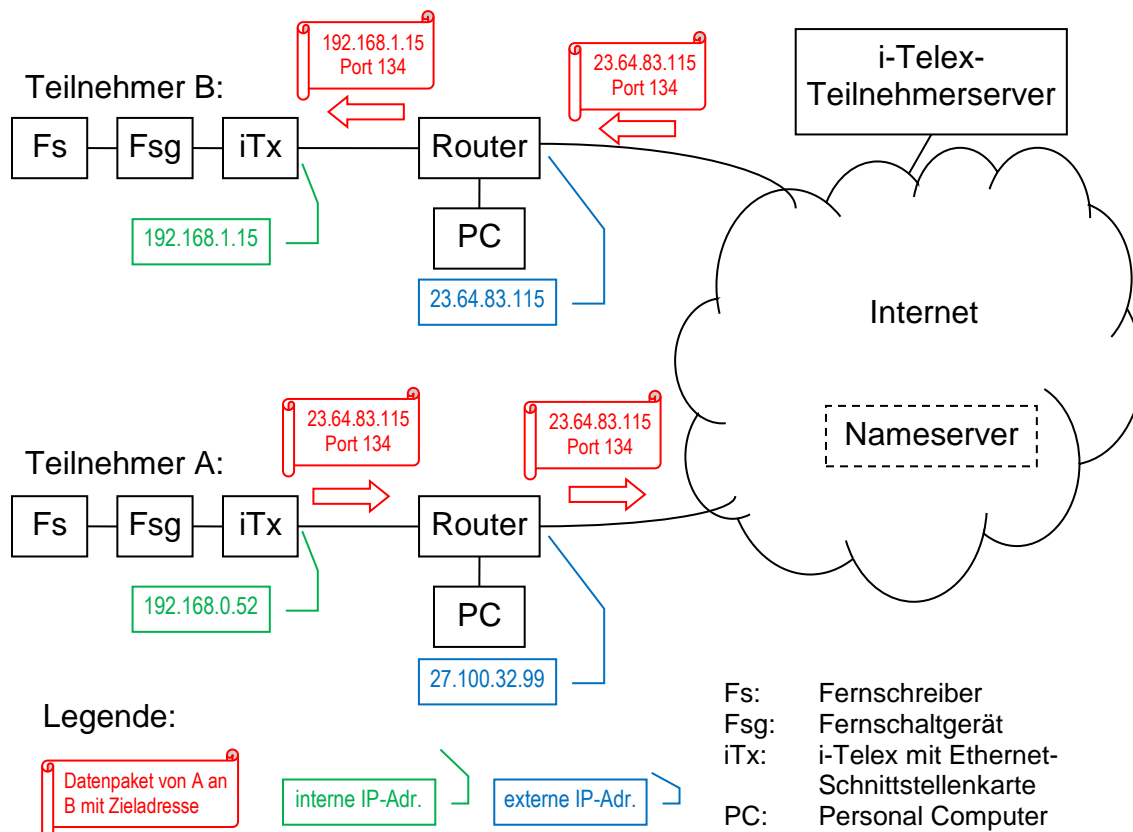 192.168.1.15
Port 134
23.64.83.115
Port 134
i-Telex-
Teilnehmerserver
Teilnehmer B:
Fs
Fsg
iTx
Router
PC
192.168.1.15
23.64.83.115
Internet
Nameserver
23.64.83.115
Port 134
23.64.83.115
Port 134
Teilnehmer A:
Fs
Fsg
iTx
Router
PC
192.168.0.52
27.100.32.99
Legende:
Datenpaket von A an
B mit Zieladresse
interne IP-Adr.
externe IP-Adr.
Fs: Fernschreiber
Fsg: Fernschaltgerät
iTx: i-Telex mit Ethernet-
Schnittstellenkarte
PC: Personal Computer